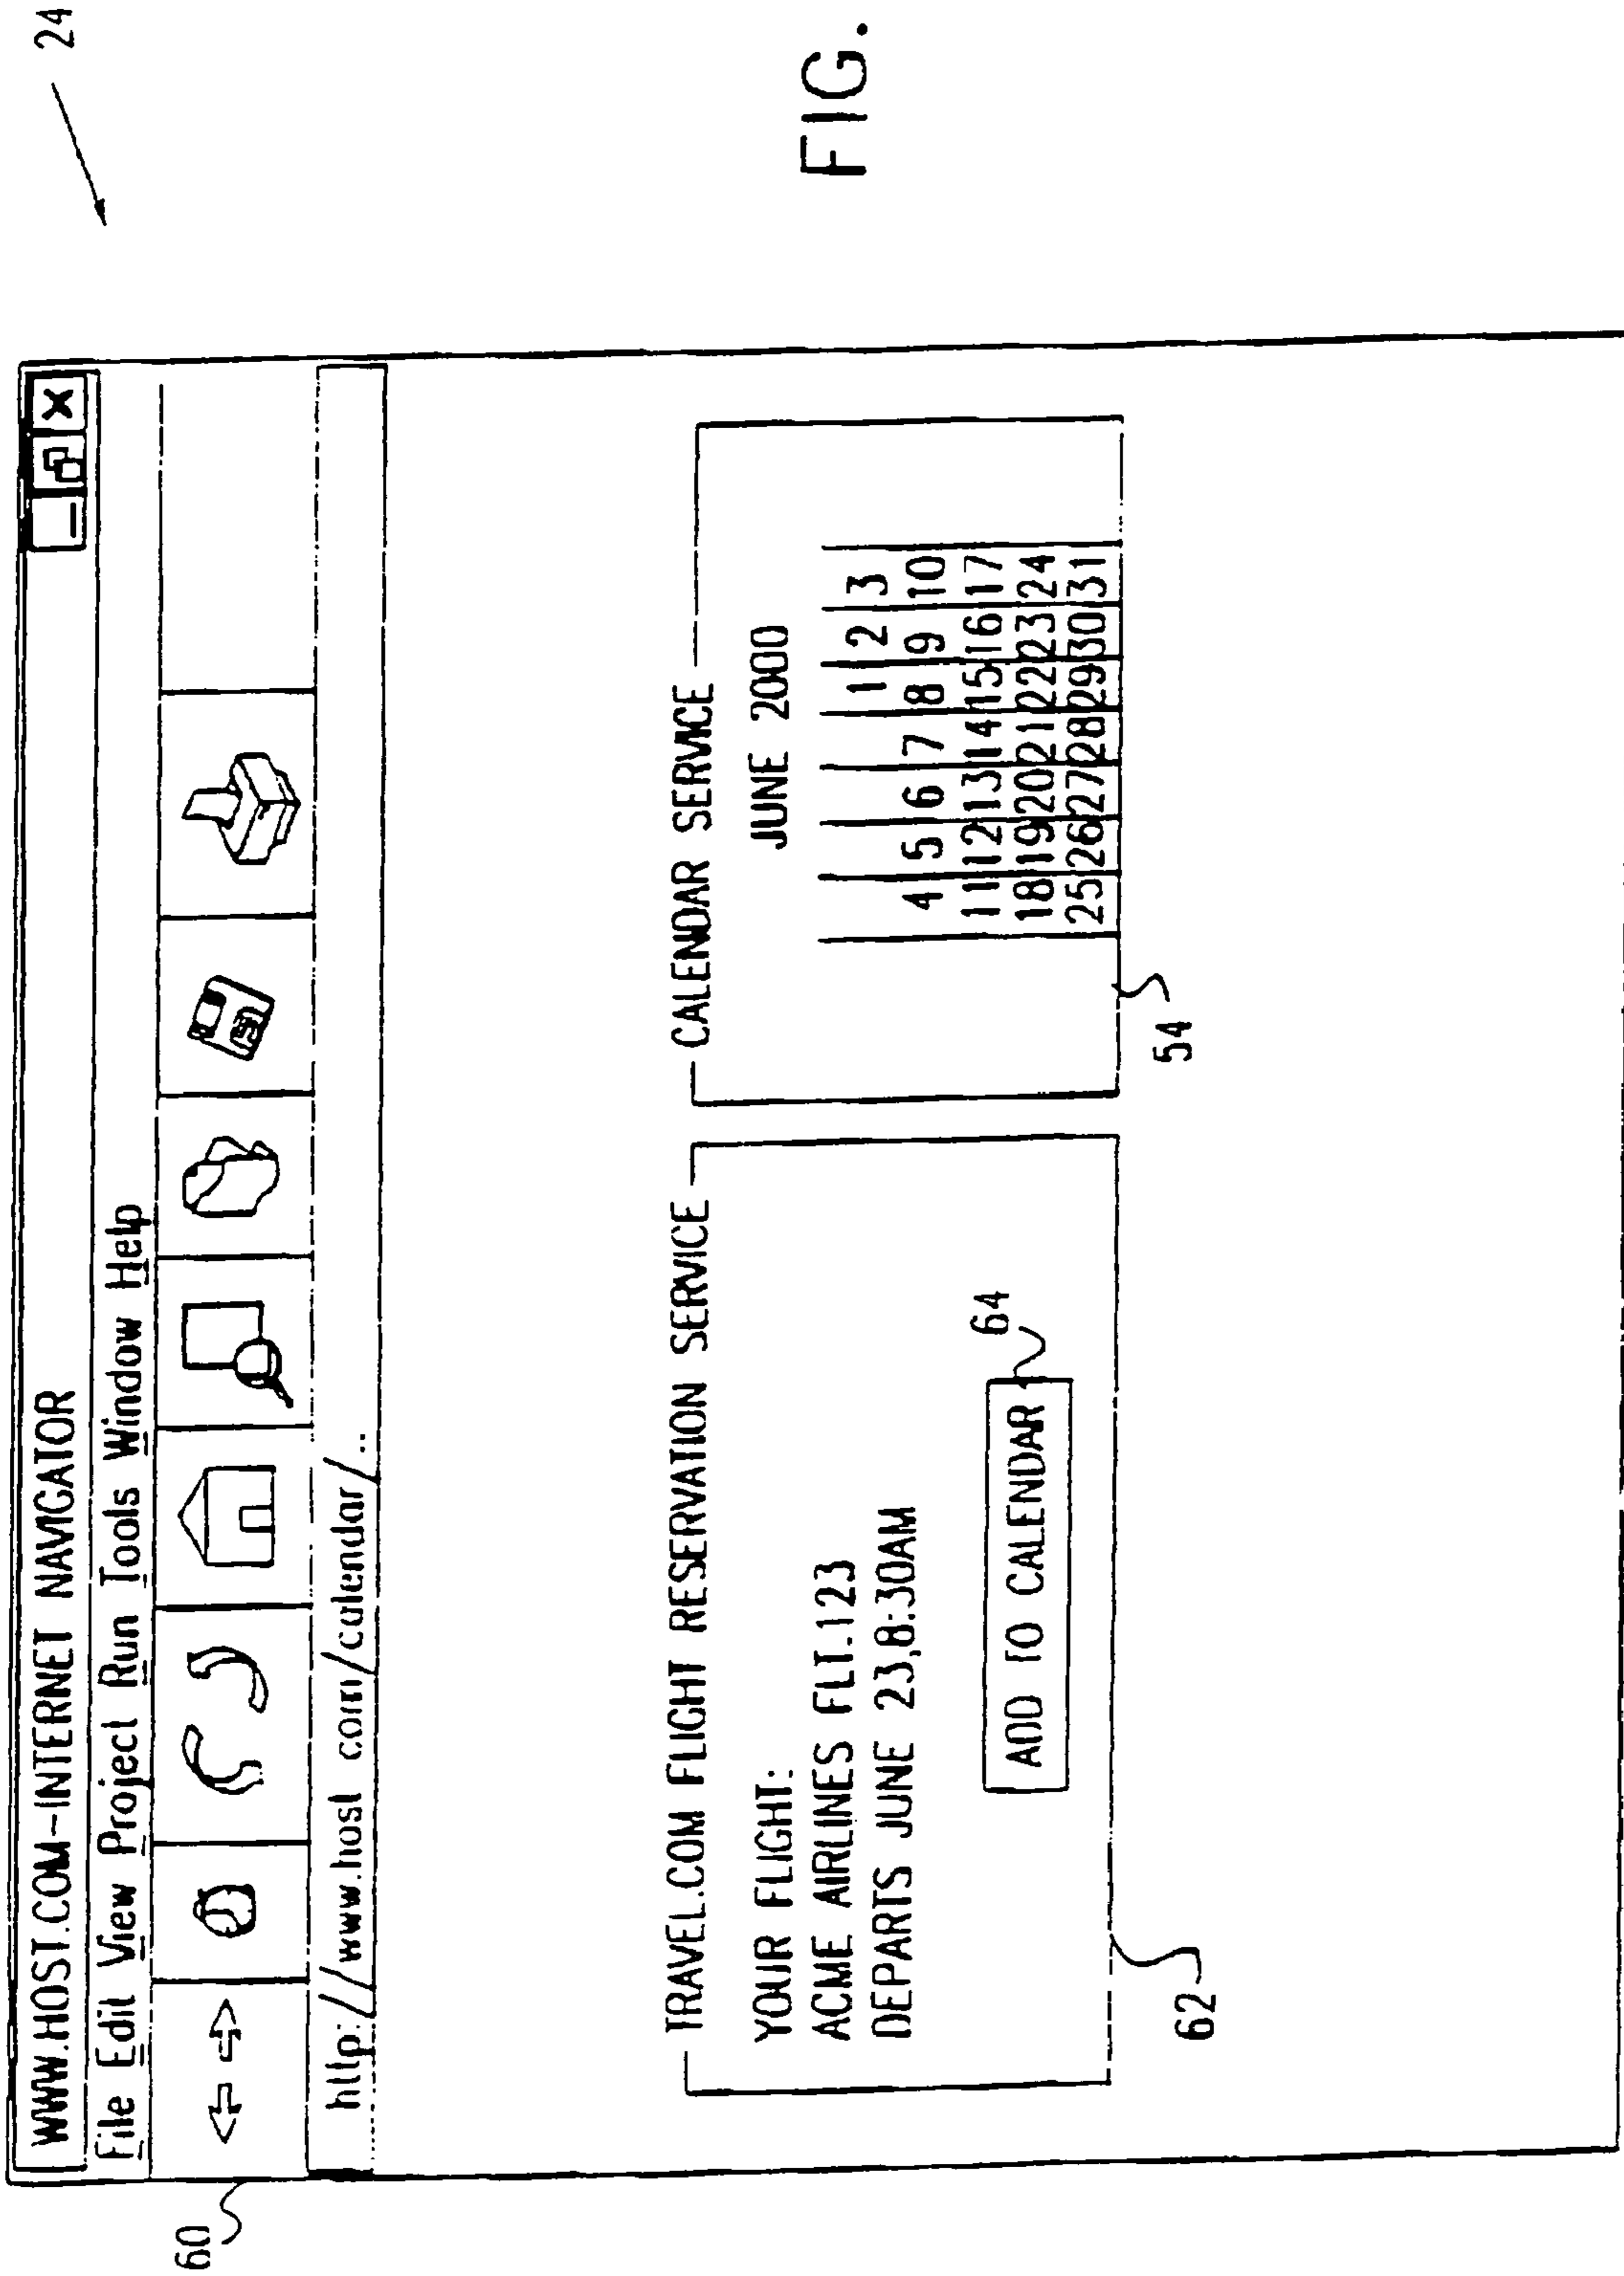 24
WWW.HOST.COM-INTERNET NAVIGATOR
File Edit View Project Run Tools Window Help
60
http://www.host com/calendar/..
TRAVEL.COM FLIGHT RESERVATION SERVICE
YOUR FLIGHT:
ACME AIRLINES FLT.123
DEPARTS JUNE 23,8:30AM
ADD TO CALENDAR
64
62
CALENDAR SERVICE
JUNE 2000
1 2 3
4 5 6 7 8 9 10
11 12 13 14 15 16 17
18 19 20 21 22 23 24
25 26 27 28 29 30 31
54
FIG.